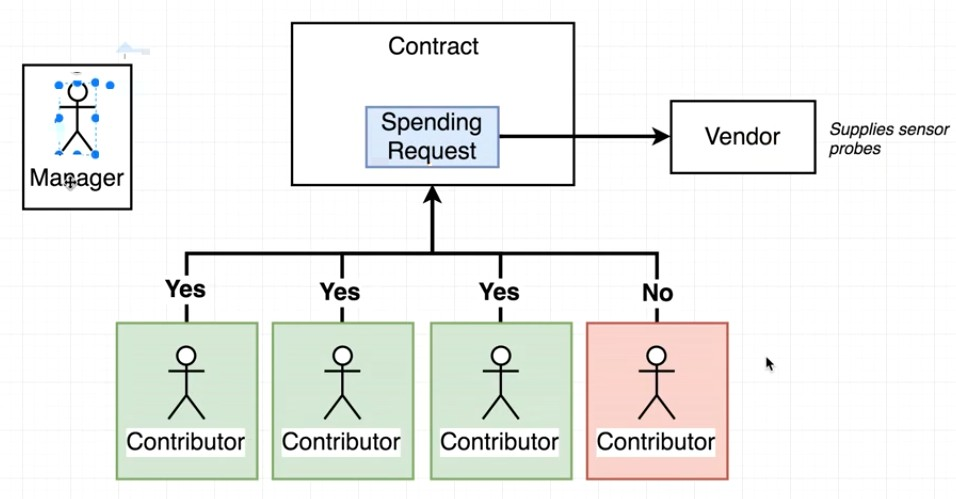 Contract
Spending
Request
Vendor
Supplies sensor
probes
Manager
Yes
Yes
Yes
No
Contributor
Contributor
Contributor
Contributor